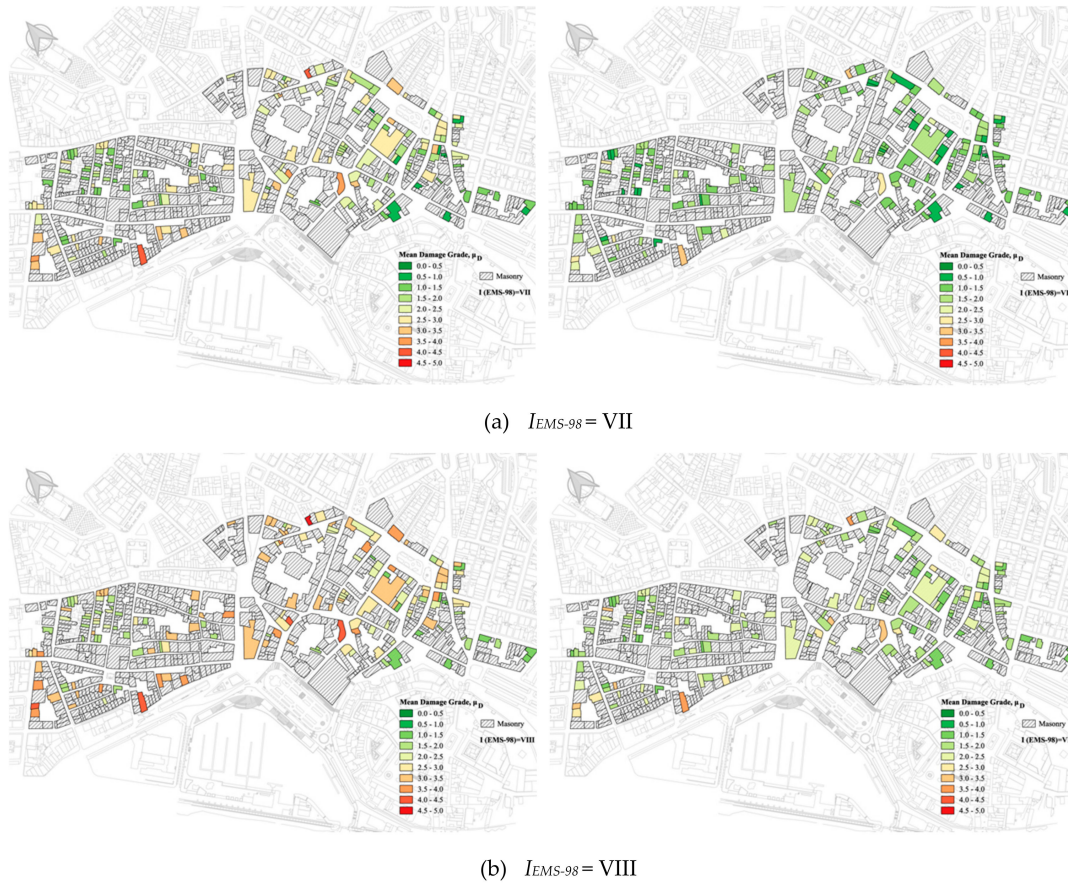 Mean Damage Grade, μ D
0.0 - 0.5
0.5 - 1.0
1.0 - 1.5
1.5 - 2.0
2.0 - 2.5
2.5 - 3.0
3.0 - 3.5
3.5 - 4.0
4.0 - 4.5
4.5 - 5.0
Masonry
I (EMS-98)=VII
Mean Damage Grade, μ D
0.0 - 0.5
0.5 - 1.0
1.0 - 1.5
1.5 - 2.0
2.0 - 2.5
2.5 - 3.0
3.0 - 3.5
3.5 - 4.0
4.0 - 4.5
4.5 - 5.0
Masonry
I (EMS-98)=VI
(a) IEMS-98 = VII
Mean Damage Grade, μ D
0.0 - 0.5
0.5 - 1.0
1.0 - 1.5
1.5 - 2.0
2.0 - 2.5
2.5 - 3.0
3.0 - 3.5
3.5 - 4.0
4.0 - 4.5
4.5 - 5.0
Masonry
I (EMS-98)=VIII
Mean Damage Grade, μ D
0.0 - 0.5
0.5 - 1.0
1.0 - 1.5
1.5 - 2.0
2.0 - 2.5
2.5 - 3.0
3.0 - 3.5
3.5 - 4.0
4.0 - 4.5
4.5 - 5.0
Masonry
I (EMS-98)=V
(b) IEMS-98 = VIII